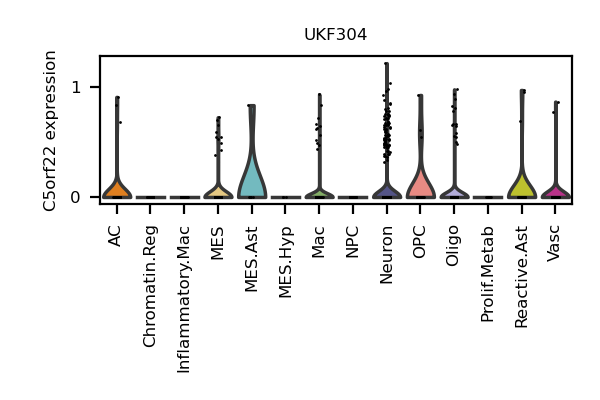 UKF304
C5orf22 expression
1
0
AC
Chromatin.Reg
Inflammatory.Mac
MES
MES.Ast
MES.Hyp
Mac
NPC
Neuron
OPC
Oligo
Prolif.Metab
Reactive.Ast
Vasc